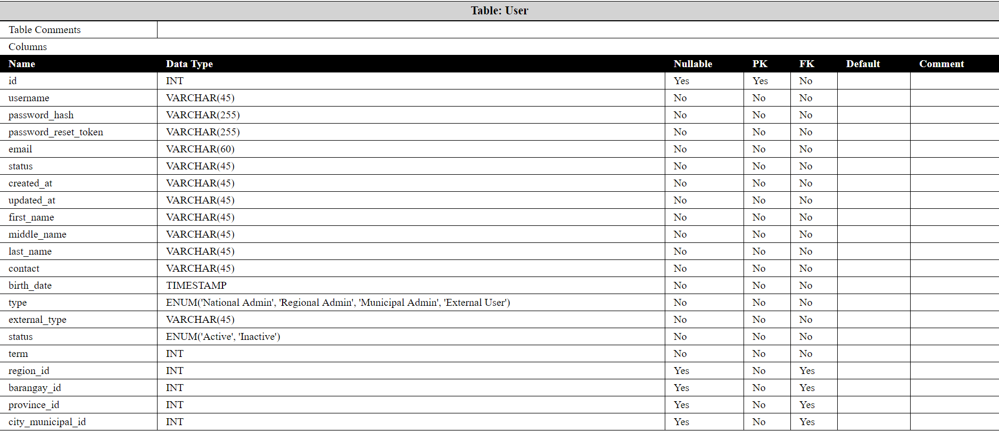 Table: User
Table Comments
Columns
Name Data Type Nullable PK FK Default Comment
id INT Yes Yes No
username VARCHAR(45) No No No
password_hash VARCHAR(255) No No No
password_reset_token VARCHAR(255) No No No
email VARCHAR(60) No No No
status VARCHAR(45) No No No
created_at VARCHAR(45) No No No
updated_at VARCHAR(45) No No No
first_name VARCHAR(45) No No No
middle_name VARCHAR(45) No No No
last_name VARCHAR(45) No No No
contact VARCHAR(45) No No No
birth_date TIMESTAMP No No No
type ENUM('National Admin', 'Regional Admin', 'Municipal Admin', 'External User') No No No
external_type VARCHAR(45) No No No
status ENUM('Active', 'Inactive') No No No
term INT No No No
region_id INT Yes No Yes
barangay_id INT Yes No Yes
province_id INT Yes No Yes
city_municipal_id INT Yes No Yes